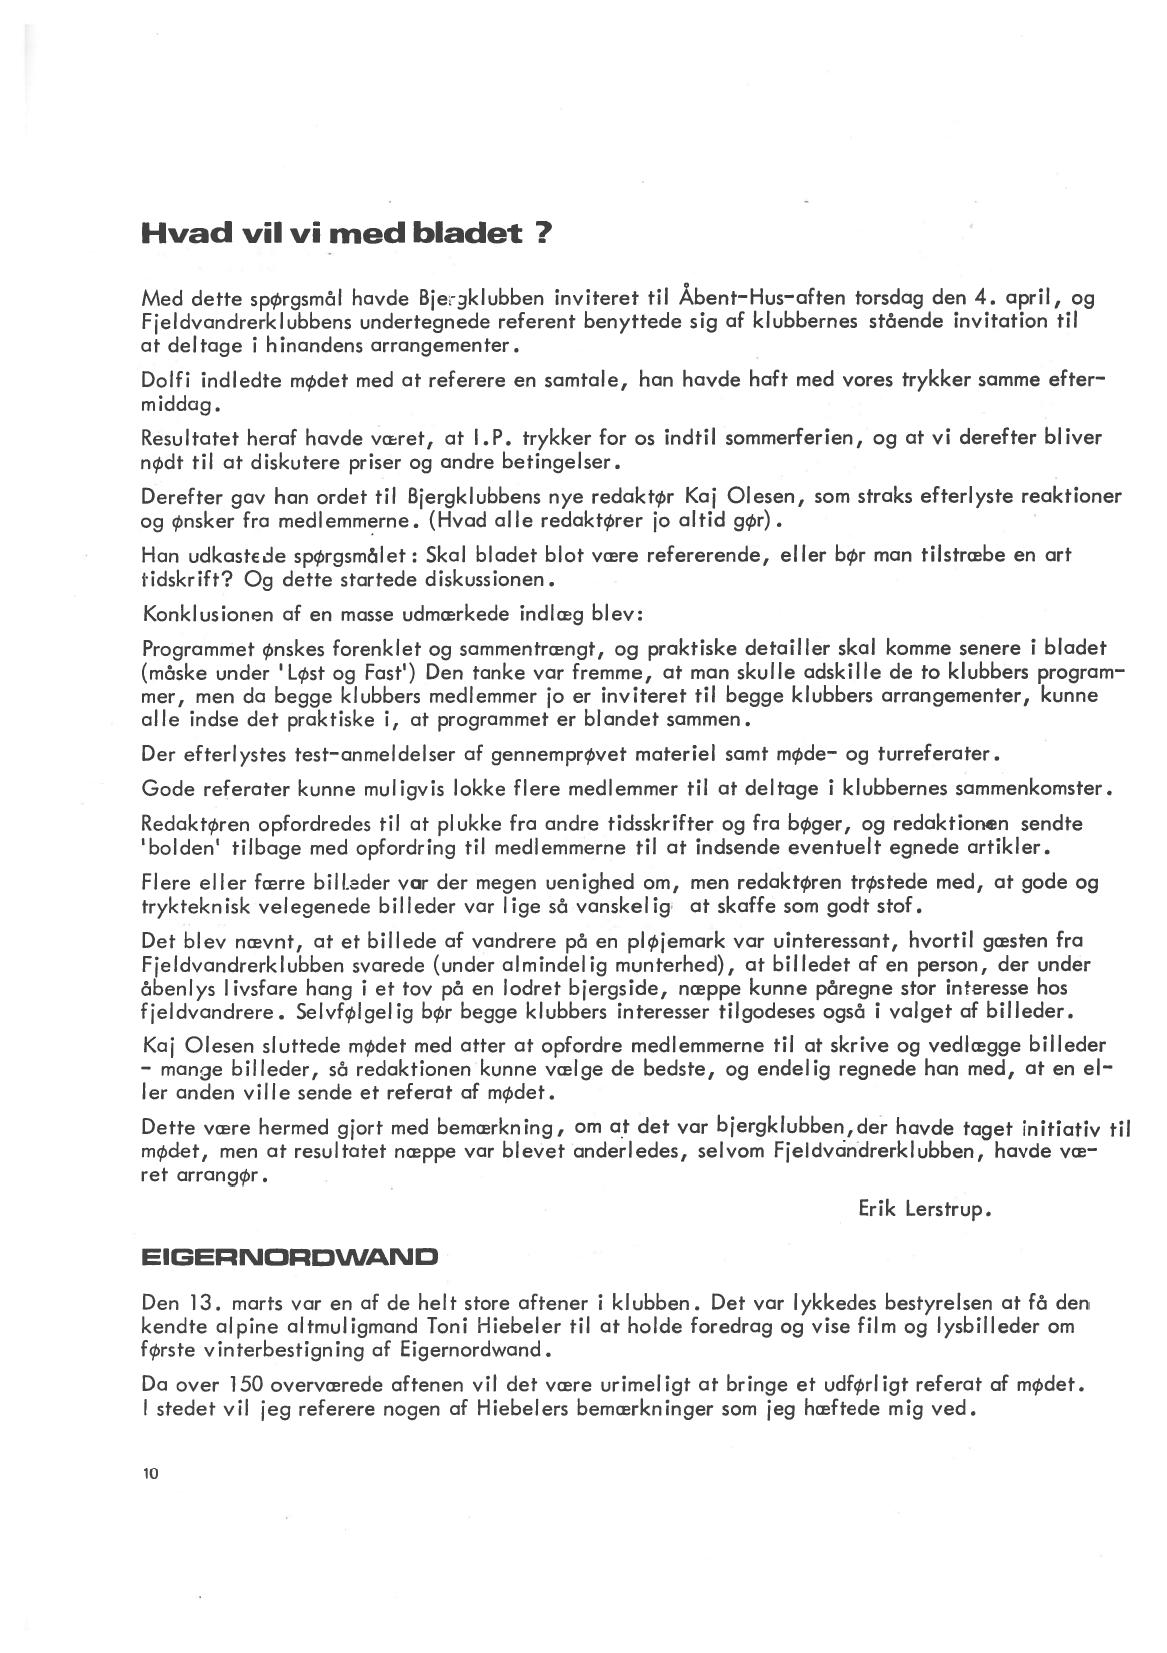 Hvad vil vi med bladet ?
Med dette spørgsmål havde Bjergklubben inviteret til Åbent-Hus-aften torsdag den 4. april, og
Fjeldvandrerklubbens undertegnede referent benyttede sig af klubbernes stående invitation til
at deltage i hinandens arrangementer.
Dolfi indledte mødet med at referere en samtale, han havde haft med vores trykker samme efter-
middag.
Resultatet heraf havde været, at I.P. trykker for os indtil sommerferien, og at vi derefter bliver
nødt til at diskutere priser og andre betingelser.
Derefter gav han ordet til Bjergklubbens nye redaktør Kaj Olesen, som straks efterlyste reaktioner
og ønsker fra medlemmerne. (Hvad alle redaktører jo altid gør).
Han udkastede spørgsmålet : Skal bladet blot være refererende, eller bør man tilstræbe en art
tidskrift? Og dette startede diskussionen.
Konklusionen af en masse udmærkede indlæg blev:
Programmet ønskes forenklet og sammentrængt, og praktiske detailler skal komme senere i bladet
(måske under 'Løst og Fast') Den tanke var fremme, at man skulle adskille de to klubbers program-
mer, men da begge klubbers medlemmer jo er inviteret til begge klubbers arrangementer, kunne
alle indse det praktiske i, at programmet er blandet sammen.
Der efterlystes test-anmeldelser af gennemprøvet materiel samt møde- og turreferater.
Gode referater kunne muligvis lokke flere medlemmer til at deltage i klubbernes sammenkomster.
Redaktøren opfordredes til at plukke fra andre tidsskrifter og fra bøger, og redaktionen sendte
'bolden' tilbage med opfordring til medlemmerne til at indsende eventuelt egnede artikler.
Flere eller færre billeder var der megen uenighed om, men redaktøren trøstede med, at gode og
trykteknisk velegenede billeder var lige så vanskelig at skaffe som godt stof.
Det blev nævnt, at et billede af vandrere på en pløjemark var uinteressant, hvortil gæsten fra
Fjeldvandrerklubben svarede (under almindelig munterhed), at billedet af en person, der under
åbenlys livsfare hang i et tov på en lodret bjergside, næppe kunne påregne stor interesse hos
fjeldvandrere. Selvfølgelig bør begge klubbers interesser tilgodeses også i valget af billeder.
Kaj Olesen sluttede mødet med atter at opfordre medlemmerne til at skrive og vedlægge billeder
- mange billeder, så redaktionen kunne vælge de bedste, og endelig regnede han med, at en el-
ler anden ville sende et referat af mødet.
Dette være hermed gjort med bemærkning, om at det var bjergklubben, der havde taget initiativ til
mødet, men at resultatet næppe var blevet anderledes, selvom Fjeldvandrerklubben, havde væ-
ret arrangør.
Erik Lerstrup.
EIGERNORDWAND
Den 13. marts var en af de helt store aftener i klubben. Det var lykkedes bestyrelsen at få den
kendte alpine altmuligmand Toni Hiebeler til at holde foredrag og vise film og lysbilleder om
første vinterbestigning af Eigernordwand.
Da over 150 overværede aftenen vil det være urimeligt at bringe et udførligt referat af mødet.
I stedet vil jeg referere nogen af Hiebelers bemærkninger som jeg hæftede mig ved.
10